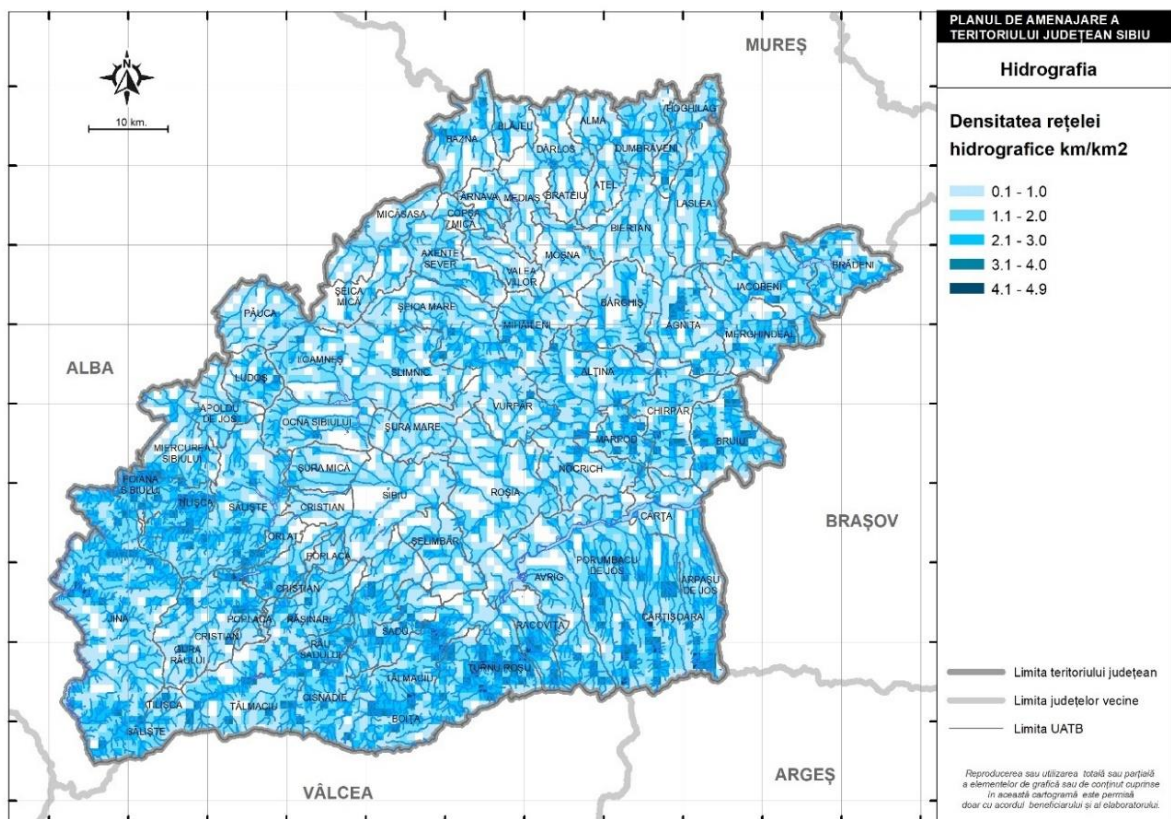 PLANUL DE AMENAJARE A
TERITORIULUI JUDEȚEAN SIBIU
Hidrografia
Densitatea rețelei
hidrografice km/km2
0.1 - 1.0
1.1 - 2.0
2.1 - 3.0
3.1 - 4.0
4.1 - 4.9
Limita teritoriului județean
Limita județelor vecine
Limita UATB
Reproducerea sau utilizarea totală sau parțială
a elementelor de grafică sau de conținut cuprinse
în această cartogramă este permisă
doar cu acordul beneficiarului și al elaboratorului.
N
10 km.
MUREȘ
ALBA
BRAȘOV
ARGEȘ
VÂLCEA
HOGHILAG
BLĂJEL
ALMA
BAZNA
DÂRLOS
DUMBRĂVENI
AȚEL
BRATEIU
MEDIAȘ
LASLEA
MICĂSASA
COPȘA
MICĂ
BIERTAN
AXENTE
SEVER
MOȘNA
VALEA
VIILOR
BRĂDENI
IACOBENI
ȘEICA
MICĂ
BÂRGHIȘ
ȘEICA MARE
PĂUCA
MIHĂILENI
AGNITA
MERGHINDEAL
LOAMNEȘ
SLIMNIC
ALȚINA
LUDOȘ
VURPĂR
APOLDU
DE JOS
CHIRPĂR
OCNA SIBIULUI
ȘURA MARE
MARPOD
BRUIU
MIERCUREA
SIBIULUI
NOCRICH
ȘURA MICĂ
POIANA
SIBIULUI
SIBIU
ROȘIA
TILIȘCA
SĂLIȘTE
CRISTIAN
CÂRȚA
ORLAT
ȘELIMBĂR
POPLACA
PORUMBACU
DE JOS
AVRIG
ARPAȘU
DE JOS
CRISTIAN
JINA
POPLACA
RĂȘINARI
CÂRȚIȘOARA
SADU
RACOVIȚA
CRISTIAN
GURA
RÂULUI
RÂU
SADULUI
TURNU ROȘU
TĂLMACIU
CISNĂDIE
TILIȘCA
TĂLMACIU
BOIȚA
SĂLIȘTE